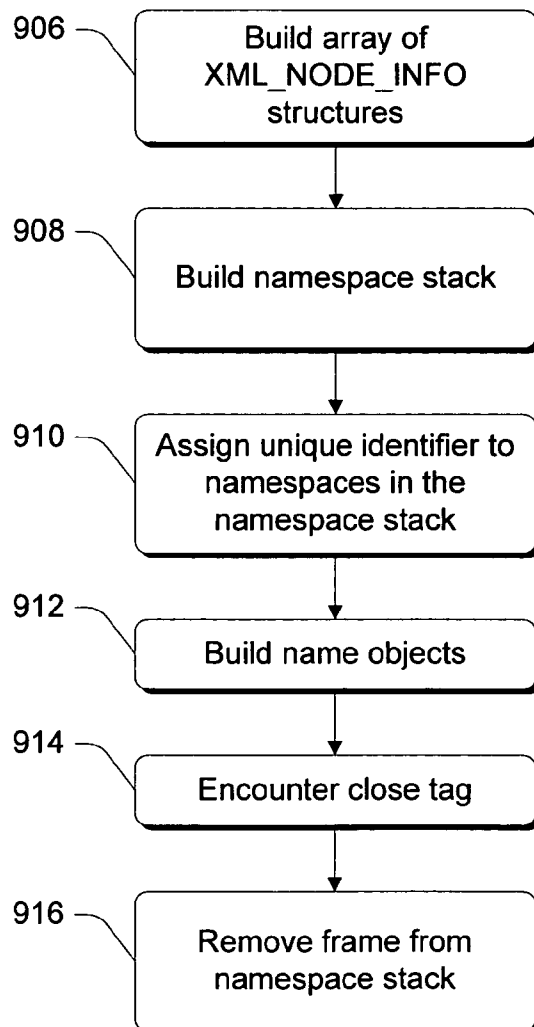 906
Build array of
XML_NODE_INFO
structures
908
Build namespace stack
910
Assign unique identifier to
namespaces in the
namespace stack
912
Build name objects
914
Encounter close tag
916
Remove frame from
namespace stack